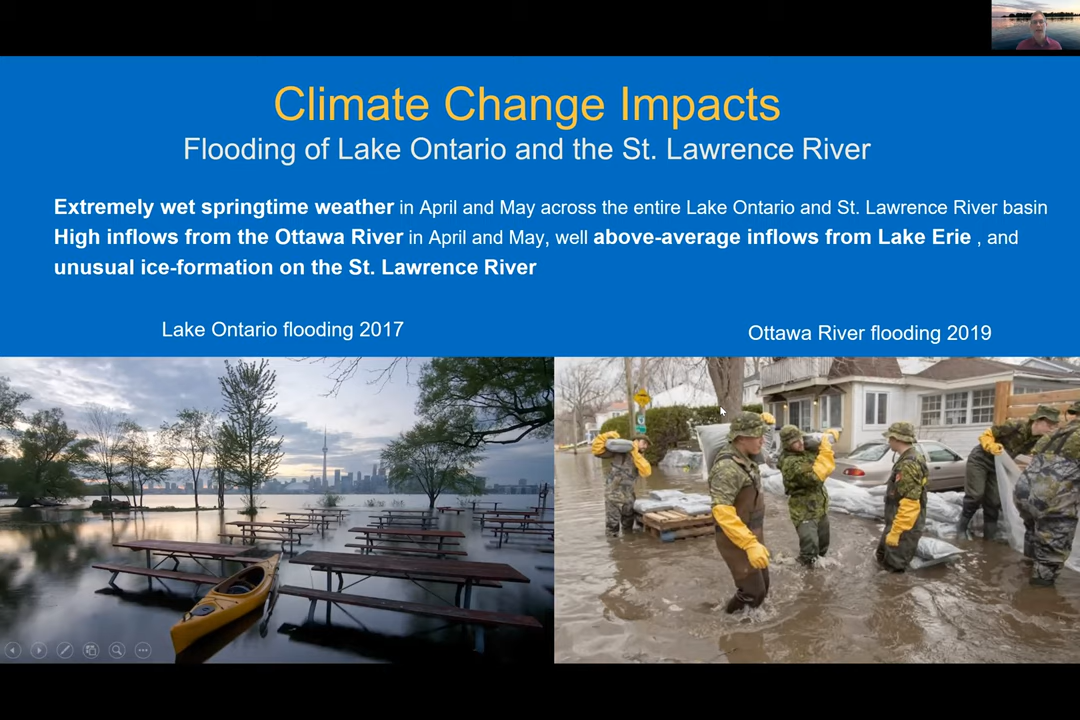 Climate Change Impacts
Flooding of Lake Ontario and the St. Lawrence River
Extremely wet springtime weather in April and May across the entire Lake Ontario and St. Lawrence River basin
High inflows from the Ottawa River in April and May, well above-average inflows from Lake Erie , and
unusual ice-formation on the St. Lawrence River
Lake Ontario flooding 2017
Ottawa River flooding 2019